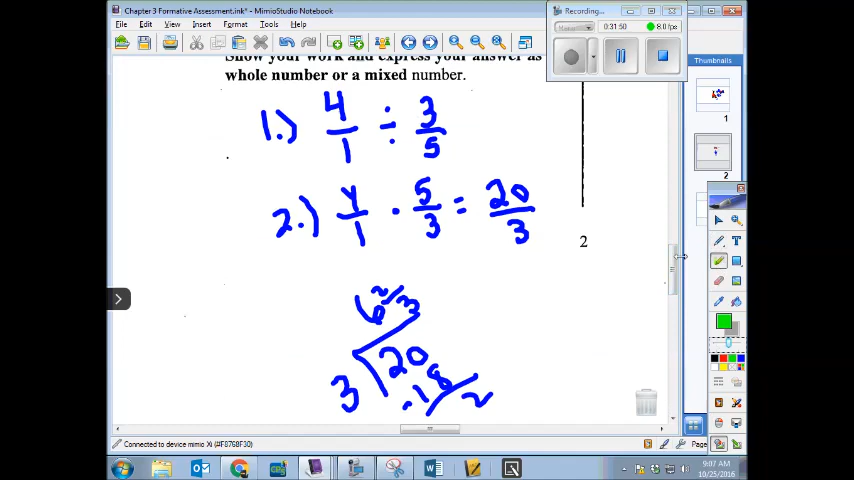 Chapter 3 Formative Assessment.ink* - MimioStudio Notebook
File Edit View Insert Format Tools Help
Recording...
0:31:50
8.0 fps
Show your work and express your answer as
whole number or a mixed number.
Thumbnails
1
2
1.) 4/1 ÷ 3/5
2.) 4/1 · 5/3 = 20/3
2
6 2/3
3 20
-18
2
Connected to device mimio Xi (#F8768F30)
Page
9:07 AM
10/25/2016